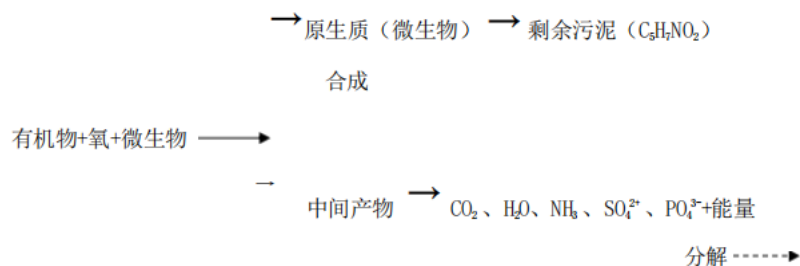 →原生质（微生物）→ 剩余污泥（C₅H₇NO₂）
合成
有机物+氧+微生物 →
→
中间产物 → CO₂、H₂O、NH₃、SO₄²⁺、PO₄³⁻+能量
分解